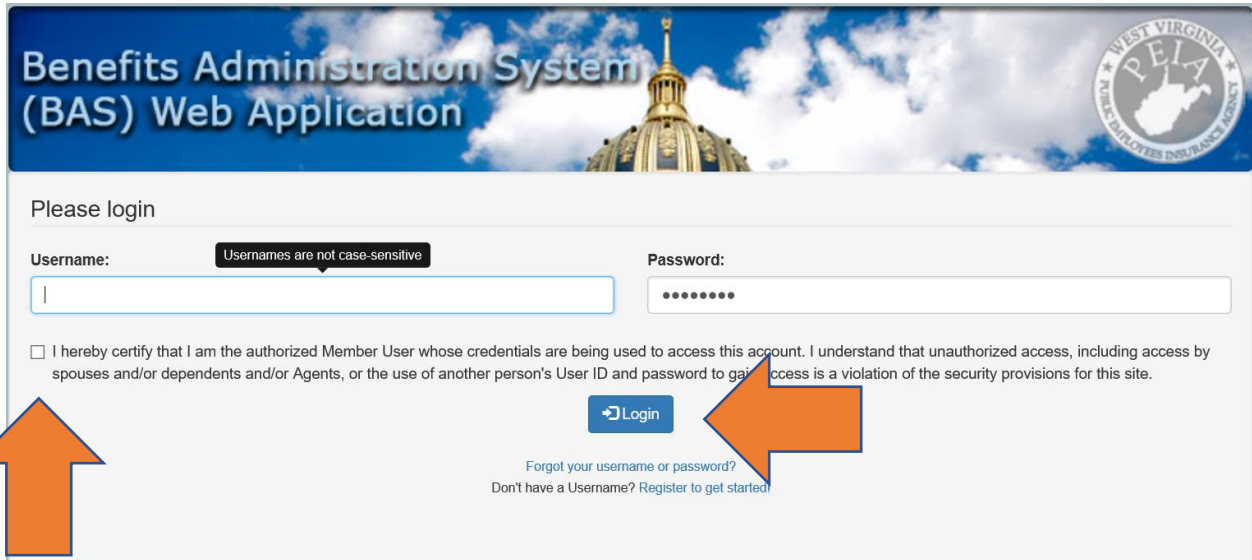 Benefits Administration System
(BAS) Web Application
WEST VIRGINIA
PEIA
PUBLIC EMPLOYEES INSURANCE AGENCY
Please login
Username:
Usernames are not case-sensitive
Password:
I hereby certify that I am the authorized Member User whose credentials are being used to access this account. I understand that unauthorized access, including access by
spouses and/or dependents and/or Agents, or the use of another person's User ID and password to gain access is a violation of the security provisions for this site.
Login
Forgot your username or password?
Don't have a Username? Register to get started!